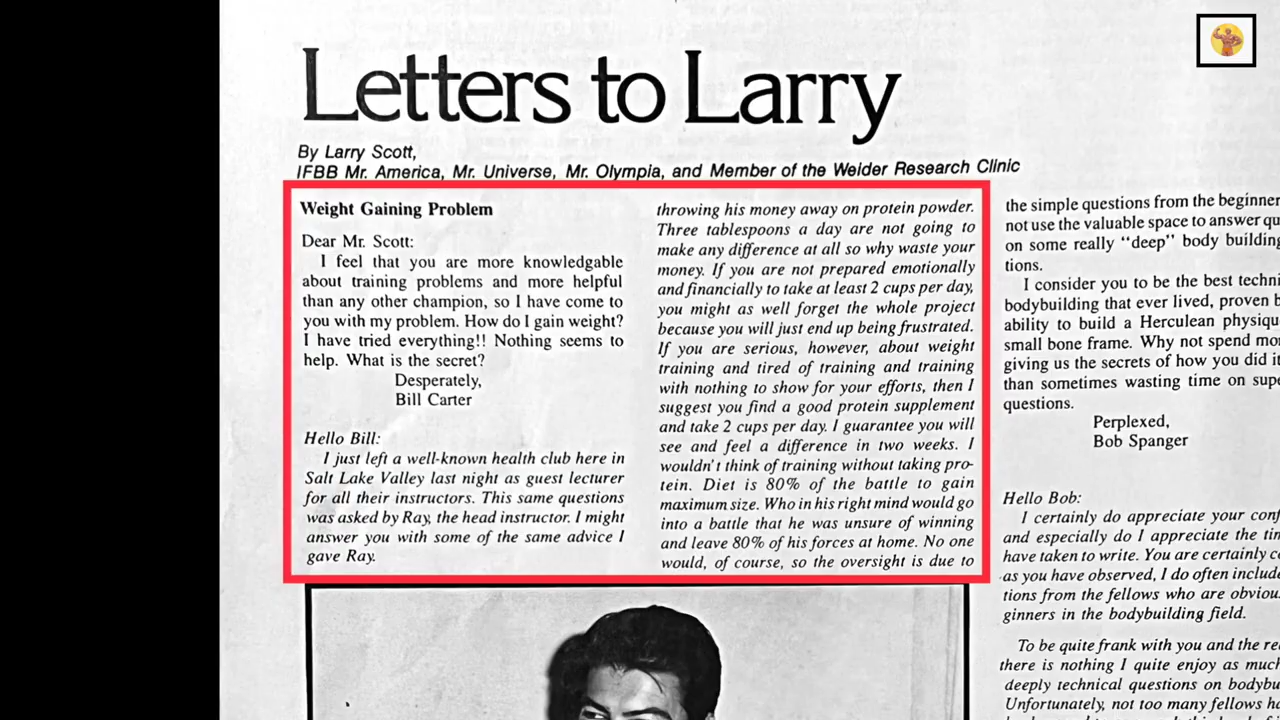 Letters to Larry
By Larry Scott,
IFBB Mr. America, Mr. Universe, Mr. Olympia, and Member of the Weider Research Clinic
Weight Gaining Problem
Dear Mr. Scott:
I feel that you are more knowledgable
about training problems and more helpful
than any other champion, so I have come to
you with my problem. How do I gain weight?
I have tried everything!! Nothing seems to
help. What is the secret?
Desperately,
Bill Carter
Hello Bill:
I just left a well-known health club here in
Salt Lake Valley last night as guest lecturer
for all their instructors. This same questions
was asked by Ray, the head instructor. I might
answer you with some of the same advice I
gave Ray.
throwing his money away on protein powder.
Three tablespoons a day are not going to
make any difference at all so why waste your
money. If you are not prepared emotionally
and financially to take at least 2 cups per day,
you might as well forget the whole project
because you will just end up being frustrated.
If you are serious, however, about weight
training and tired of training and training
with nothing to show for your efforts, then I
suggest you find a good protein supplement
and take 2 cups per day. I guarantee you will
see and feel a difference in two weeks. I
wouldn't think of training without taking pro-
tein. Diet is 80% of the battle to gain
maximum size. Who in his right mind would go
into a battle that he was unsure of winning
and leave 80% of his forces at home. No one
would, of course, so the oversight is due to
the simple questions from the beginner
not use the valuable space to answer
on some really “deep” body building
tions.
I consider you to be the best
bodybuilding that ever lived, proven
ability to build a Herculean
small bone frame. Why not spend
giving us the secrets of how you did
than sometimes wasting time on
questions.
Perplexed,
Bob Spanger
Hello Bob:
I certainly do appreciate your
and especially do I appreciate the
have taken to write. You are certainly
as you have observed, I do often include
tions from the fellows who are
ginners in the bodybuilding field.
To be quite frank with you and the
there is nothing I quite enjoy as much
deeply technical questions on
Unfortunately, not too many fellows